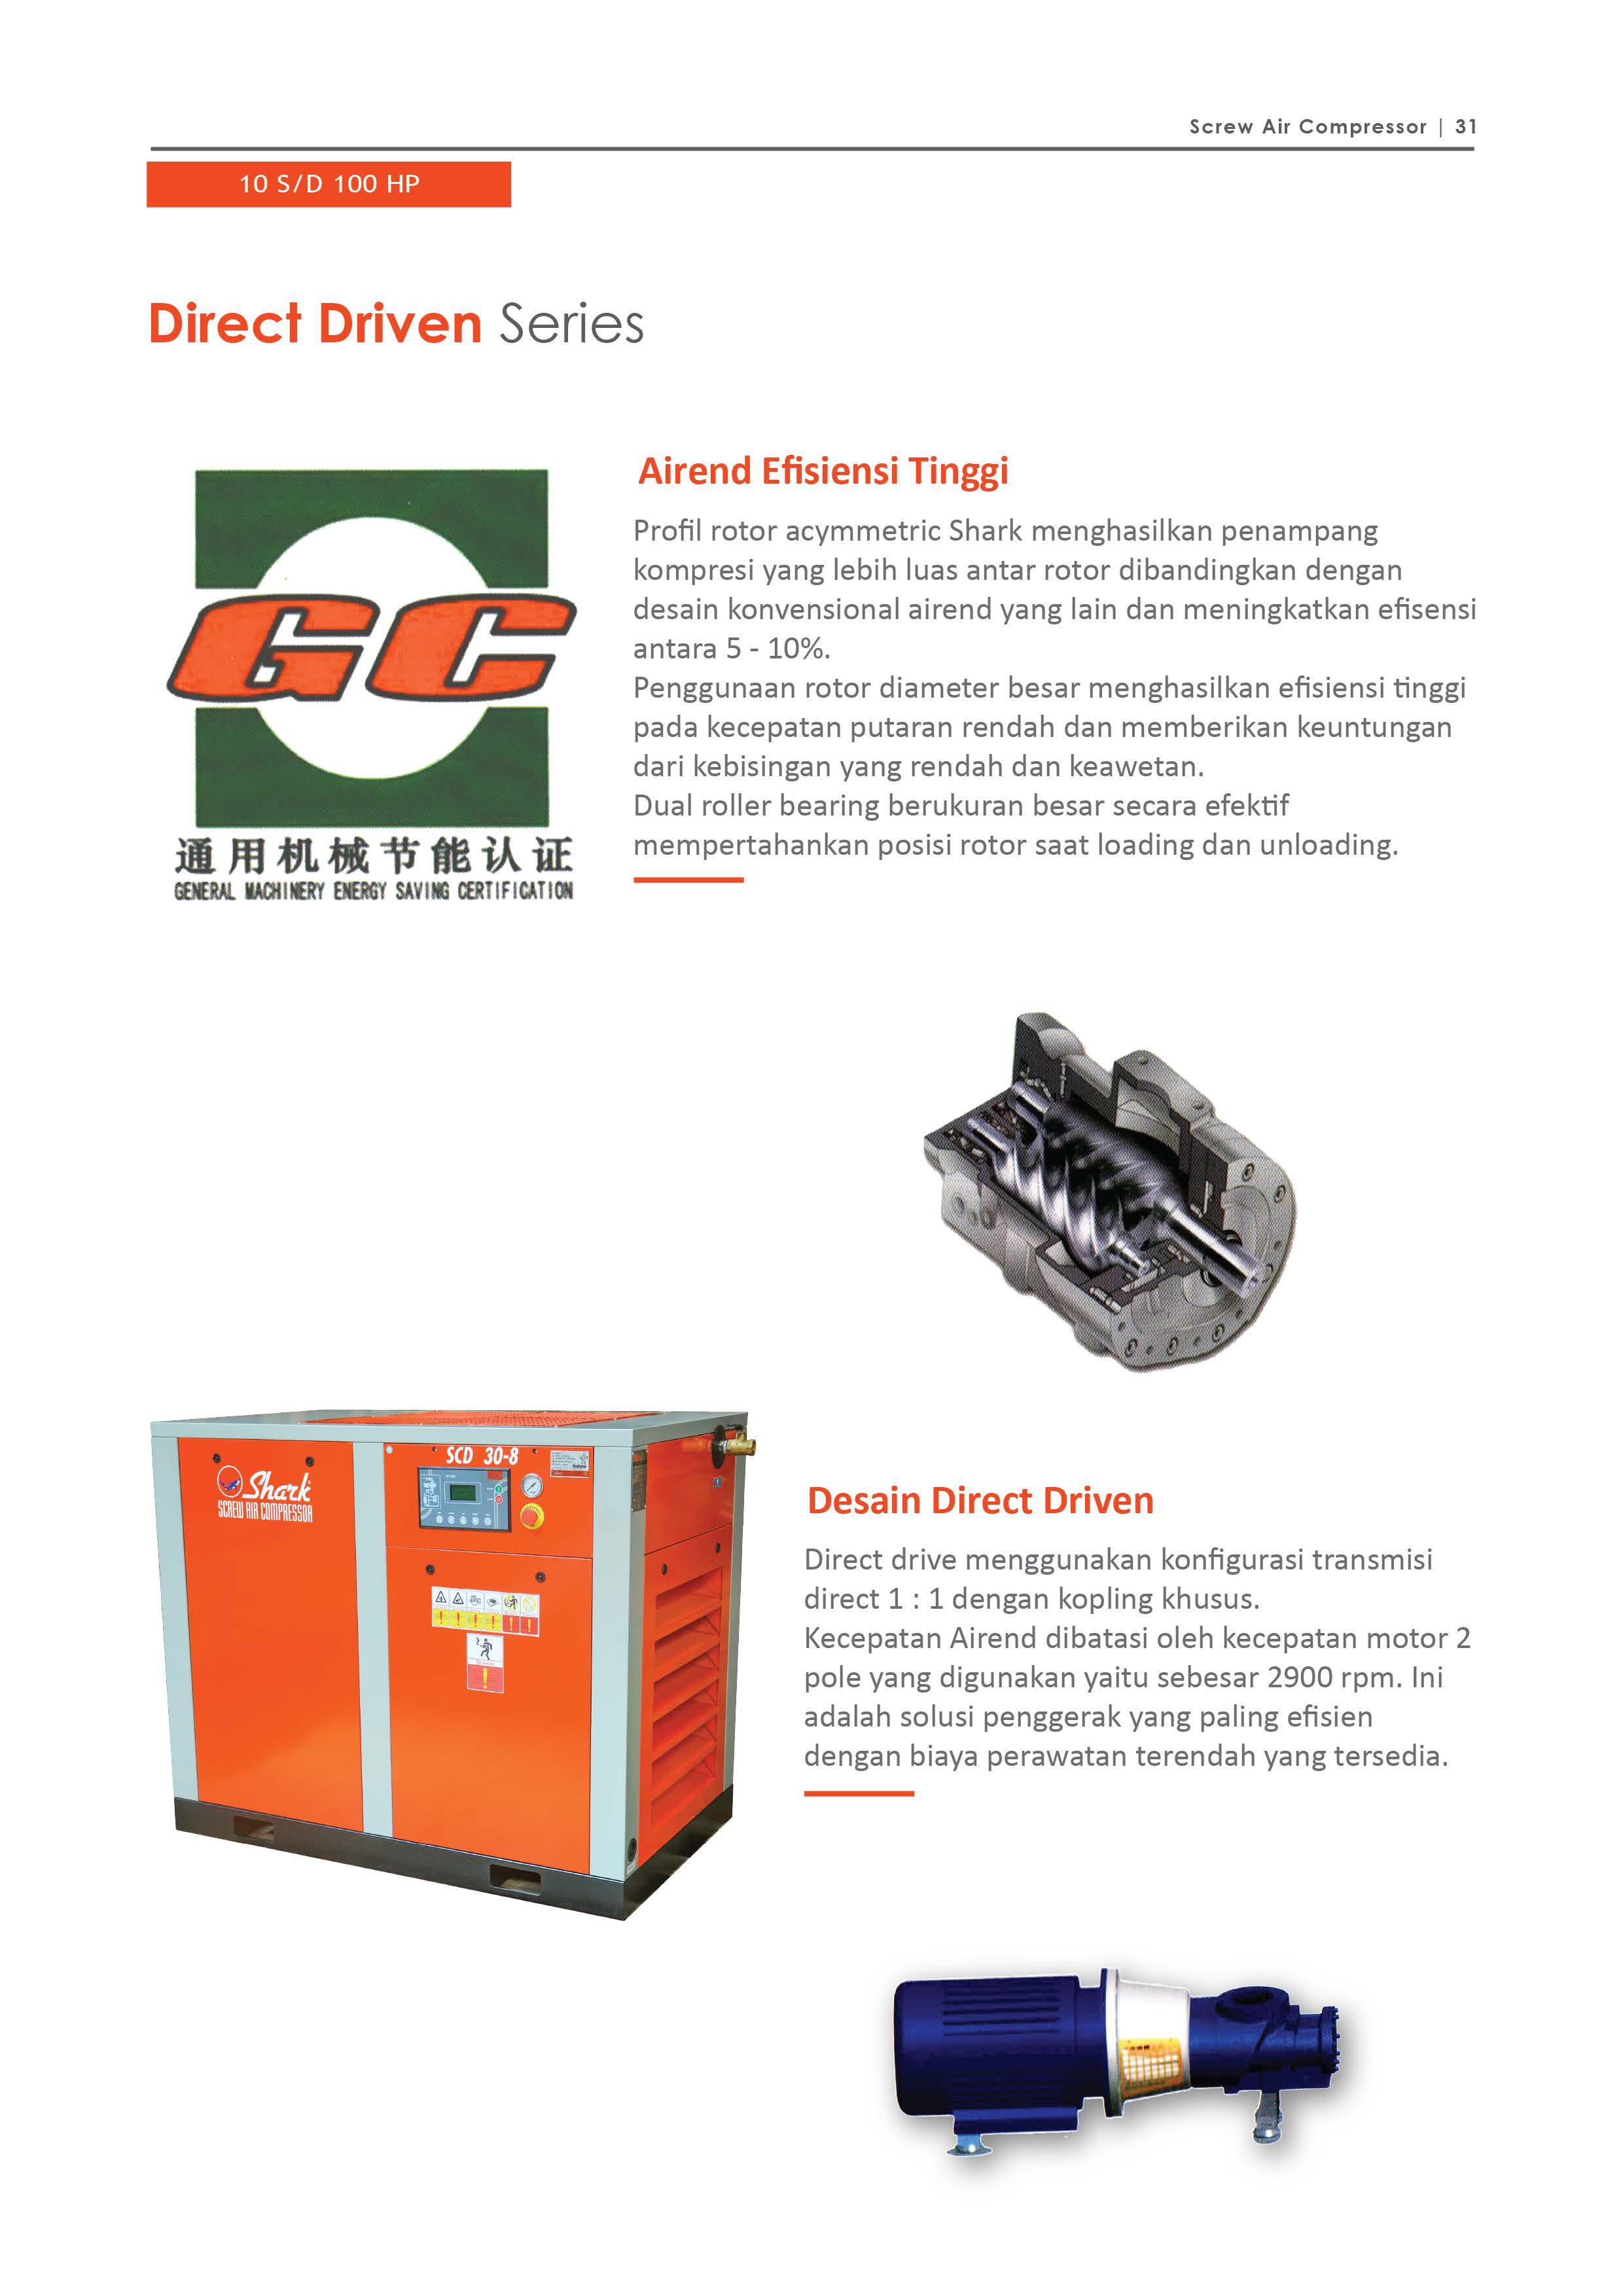 Screw Air Compressor | 31
10 S/D 100 HP
Direct Driven Series
Airend Efisiensi Tinggi
Profil rotor acymmetric Shark menghasilkan penampang
kompresi yang lebih luas antar rotor dibandingkan dengan
desain konvensional airend yang lain dan meningkatkan efisensi
antara 5 - 10%.
Penggunaan rotor diameter besar menghasilkan efisiensi tinggi
pada kecepatan putaran rendah dan memberikan keuntungan
dari kebisingan yang rendah dan keawetan.
Dual roller bearing berukuran besar secara efektif
mempertahankan posisi rotor saat loading dan unloading.
GC
通用机械节能认证
GENERAL MACHINERY ENERGY SAVING CERTIFICATION
SCD 30-8
Shark
SCREW AIR COMPRESSOR
Desain Direct Driven
Direct drive menggunakan konfigurasi transmisi
direct 1 : 1 dengan kopling khusus.
Kecepatan Airend dibatasi oleh kecepatan motor 2
pole yang digunakan yaitu sebesar 2900 rpm. Ini
adalah solusi penggerak yang paling efisien
dengan biaya perawatan terendah yang tersedia.